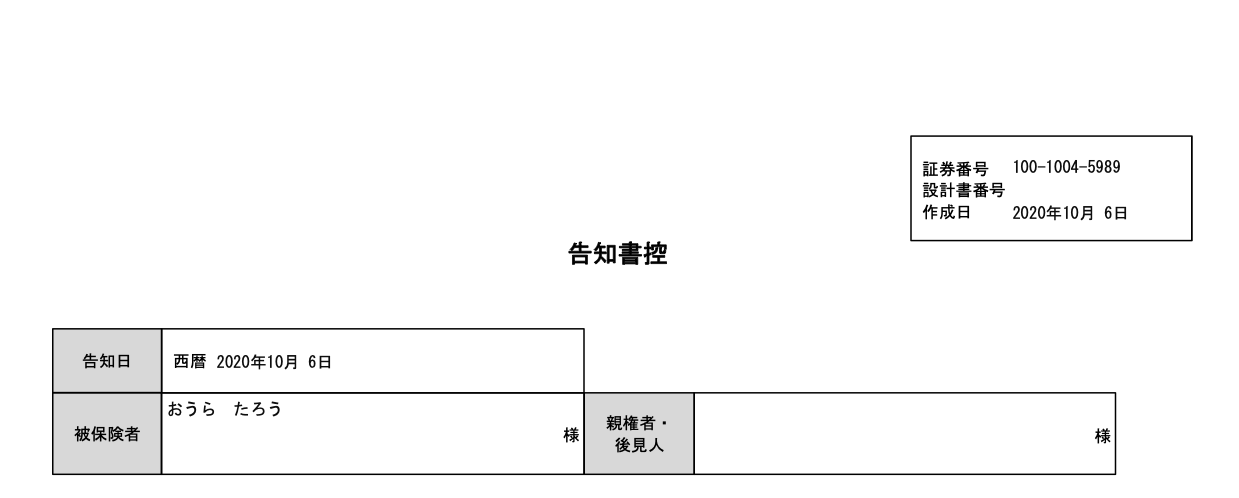 証券番号 100-1004-5989
設計書番号
作成日 2020年10月 6日
告知書控
告知日 西暦 2020年10月 6日
おうら　たろう
被保険者 様 親権者・
後見人 様